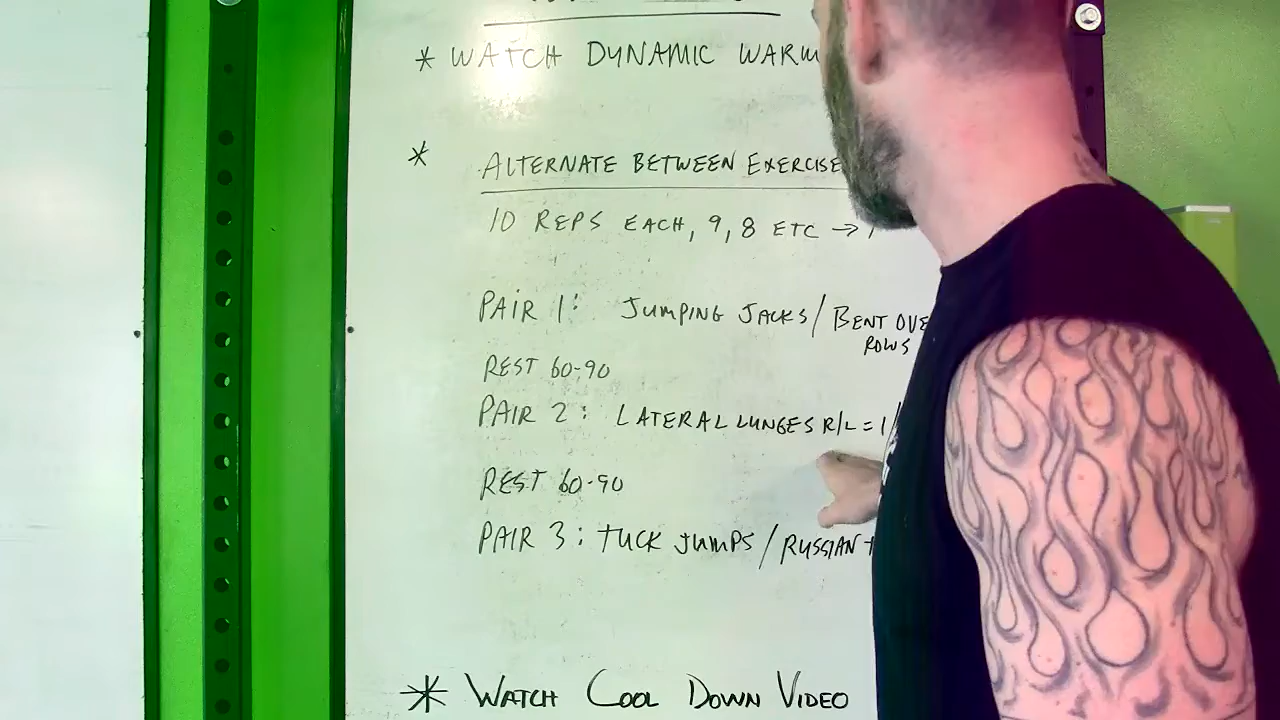 * WATCH DYNAMIC WARM
* ALTERNATE BETWEEN EXERCISE
10 REPS EACH, 9, 8 ETC →
PAIR 1: JUMPING JACKS / BENT OVE
ROWS
REST 60-90
PAIR 2: LATERAL LUNGES R/L = 1/
REST 60-90
PAIR 3: TUCK JUMPS / RUSSIAN
* WATCH COOL DOWN VIDEO